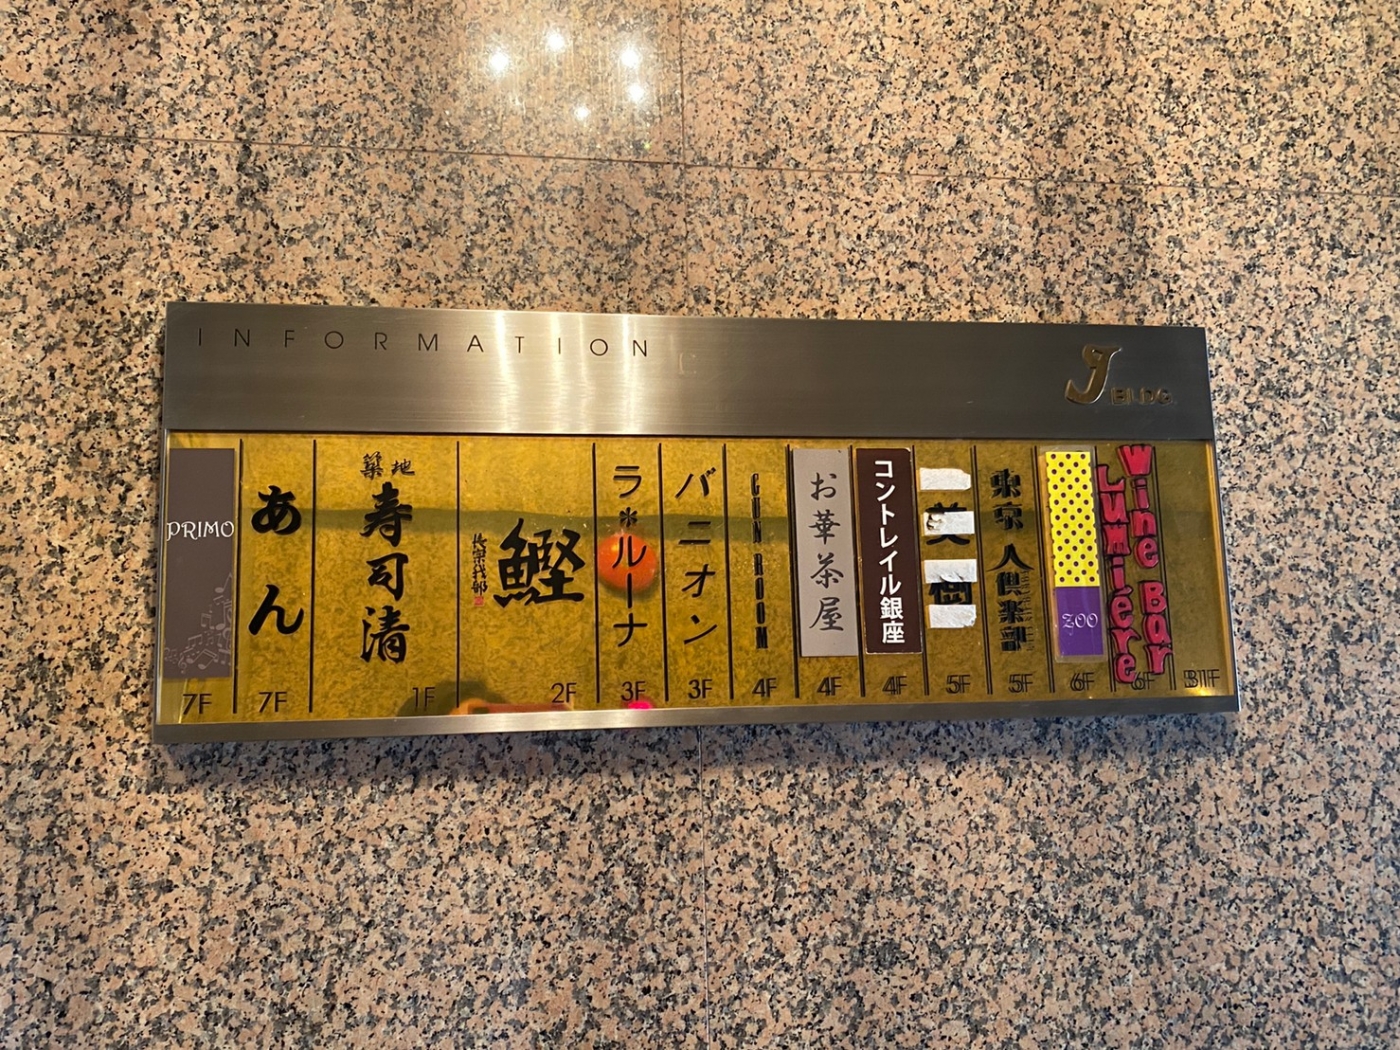 INFORMATION
J BLDG.
PRIMO
7F
あん
7F
築地
寿司清
1F
鰹
2F
ラ*ルーナ
3F
バニオン
3F
GUN ROOM
4F
お華茶屋
4F
コントレイル銀座
4F
美樹
5F
東京人倶楽部
5F
ZOO
6F
Wine Bar
Lumière
6F
B1F